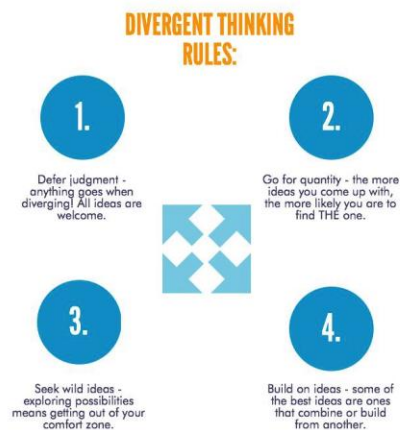 DIVERGENT THINKING
RULES:
1.
Defer judgment -
anything goes when
diverging! All ideas are
welcome.
2.
Go for quantity - the more
ideas you come up with,
the more likely you are to
find THE one.
3.
Seek wild ideas -
exploring possibilities
means getting out of your
comfort zone.
4.
Build on ideas - some of
the best ideas are ones
that combine or build
from another.